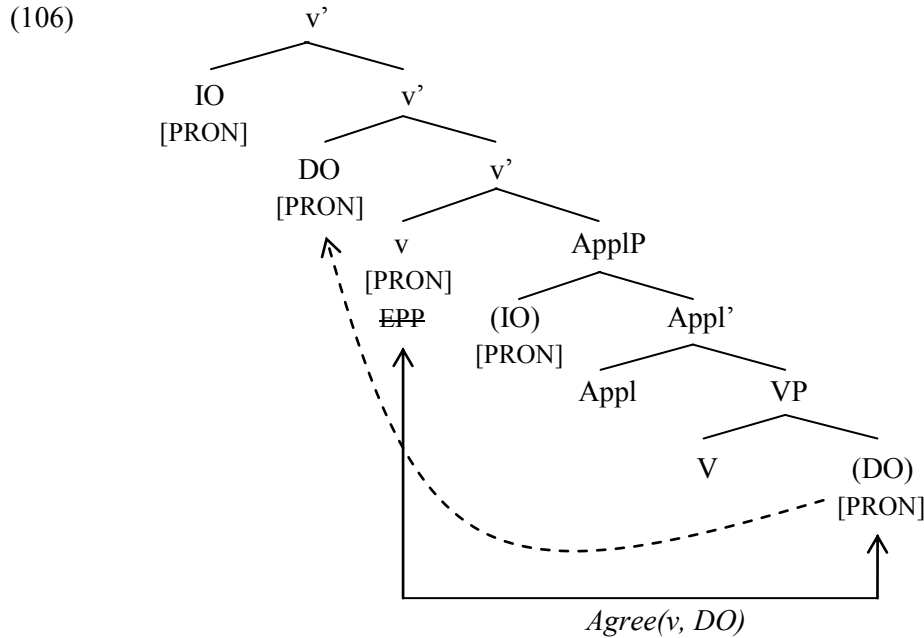 (106) v’
IO v’
[PRON]
DO v’
[PRON]
v ApplP
[PRON]
EPP (IO) Appl’
[PRON]
Appl VP
V (DO)
[PRON]
Agree(v, DO)